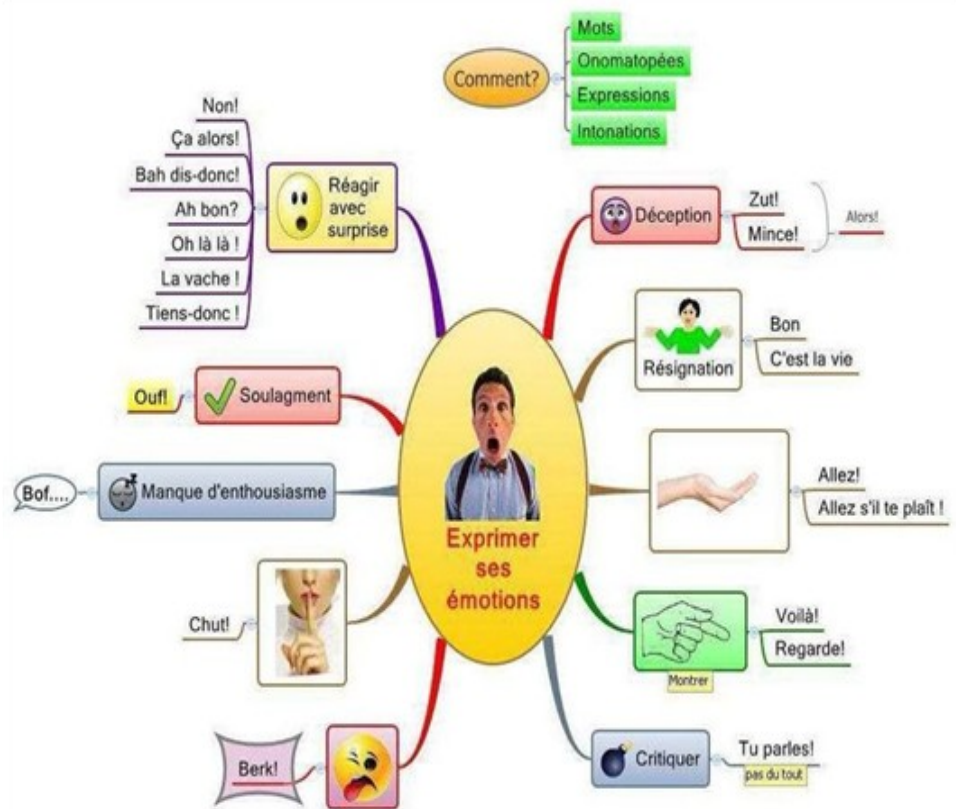 Comment?
Mots
Onomatopées
Expressions
Intonations
Non!
Ça alors!
Bah dis-donc!
Ah bon?
Oh là là !
La vache !
Tiens-donc !
Réagir
avec
surprise
Déception
Zut!
Mince!
Alors!
Résignation
Bon
C'est la vie
Ouf!
Soulagment
Bof....
Manque d'enthousiasme
Exprimer
ses
émotions
Allez!
Allez s'il te plaît !
Chut!
Voilà!
Regarde!
Montrer
Berk!
Critiquer
Tu parles!
pas du tout